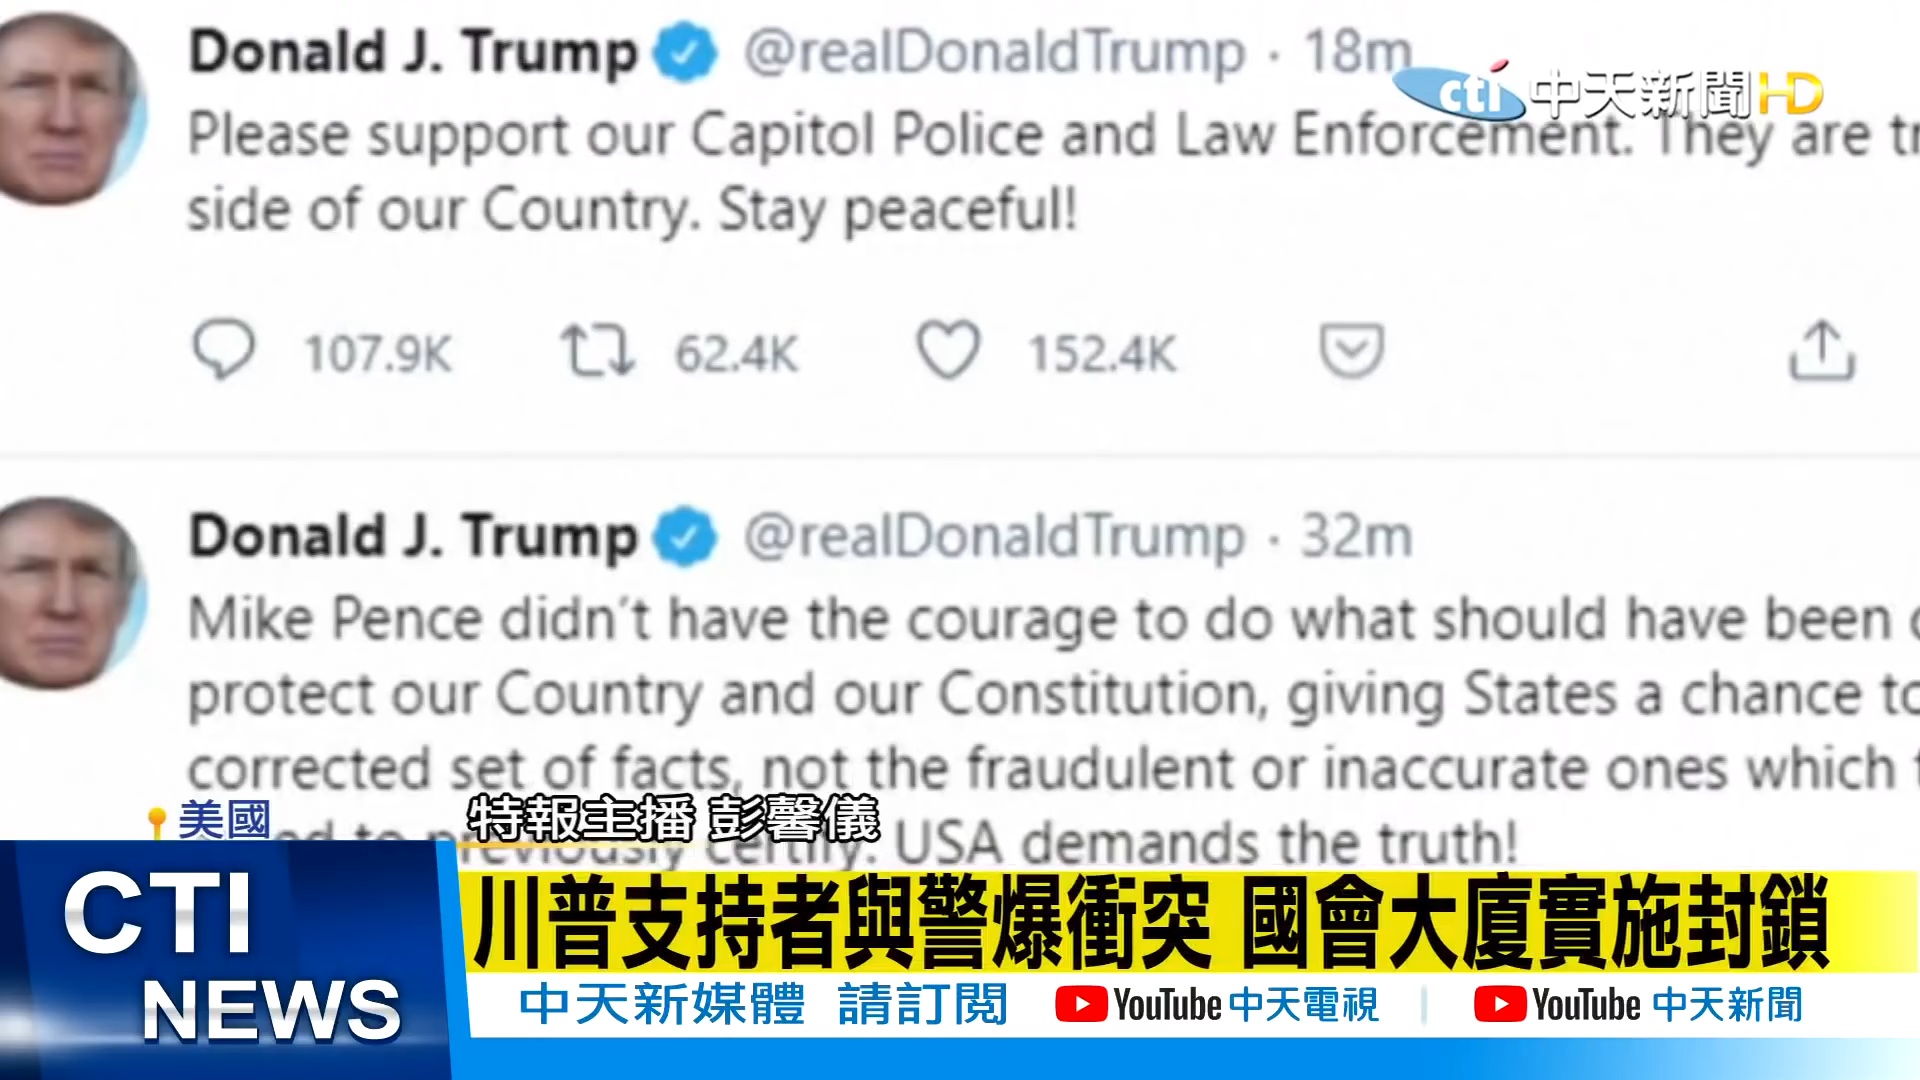 Donald J. Trump @realDonaldTrump · 18m
cti 中天新聞HD
Please support our Capitol Police and Law Enforcement. They are
side of our Country. Stay peaceful!
107.9K 62.4K 152.4K
Donald J. Trump @realDonaldTrump · 32m
Mike Pence didn't have the courage to do what should have been
protect our Country and our Constitution, giving States a chance to
corrected set of facts, not the fraudulent or inaccurate ones which
to previously certify. USA demands the truth!
美國
特報主播 彭馨儀
CTI NEWS
川普支持者與警爆衝突 國會大廈實施封鎖
中天新媒體 請訂閱 YouTube 中天電視 | YouTube 中天新聞